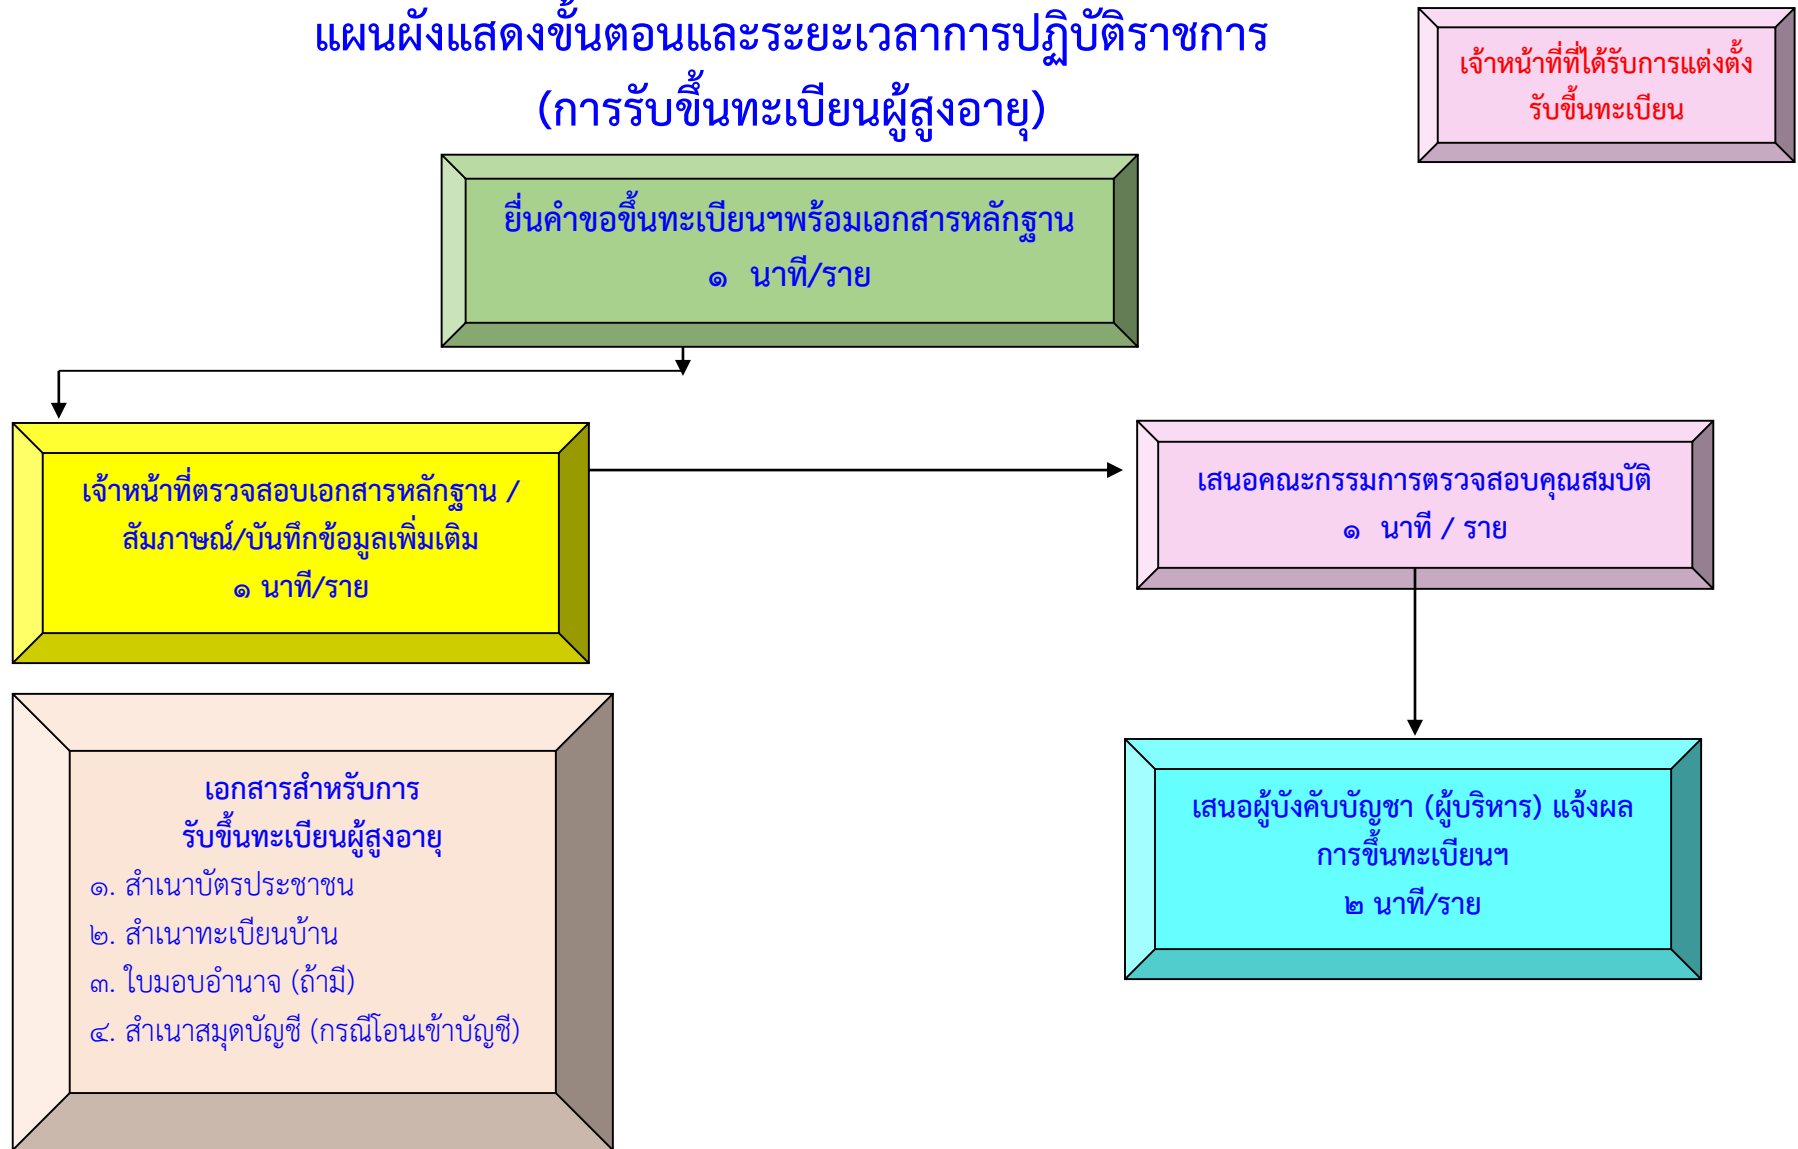 แผนผังแสดงขั้นตอนและระยะเวลาการปฏิบัติราชการ
(การรับขึ้นทะเบียนผู้สูงอายุ)
เจ้าหน้าที่ที่ได้รับการแต่งตั้ง
รับขึ้นทะเบียน
ยื่นคำขอขึ้นทะเบียนฯพร้อมเอกสารหลักฐาน
๑ นาที/ราย
เจ้าหน้าที่ตรวจสอบเอกสารหลักฐาน /
สัมภาษณ์/บันทึกข้อมูลเพิ่มเติม
๑ นาที/ราย
เสนอคณะกรรมการตรวจสอบคุณสมบัติ
๑ นาที / ราย
เอกสารสำหรับการ
รับขึ้นทะเบียนผู้สูงอายุ
๑. สำเนาบัตรประชาชน
๒. สำเนาทะเบียนบ้าน
๓. ใบมอบอำนาจ (ถ้ามี)
๔. สำเนาสมุดบัญชี (กรณีโอนเข้าบัญชี)
เสนอผู้บังคับบัญชา (ผู้บริหาร) แจ้งผล
การขึ้นทะเบียนฯ
๒ นาที/ราย